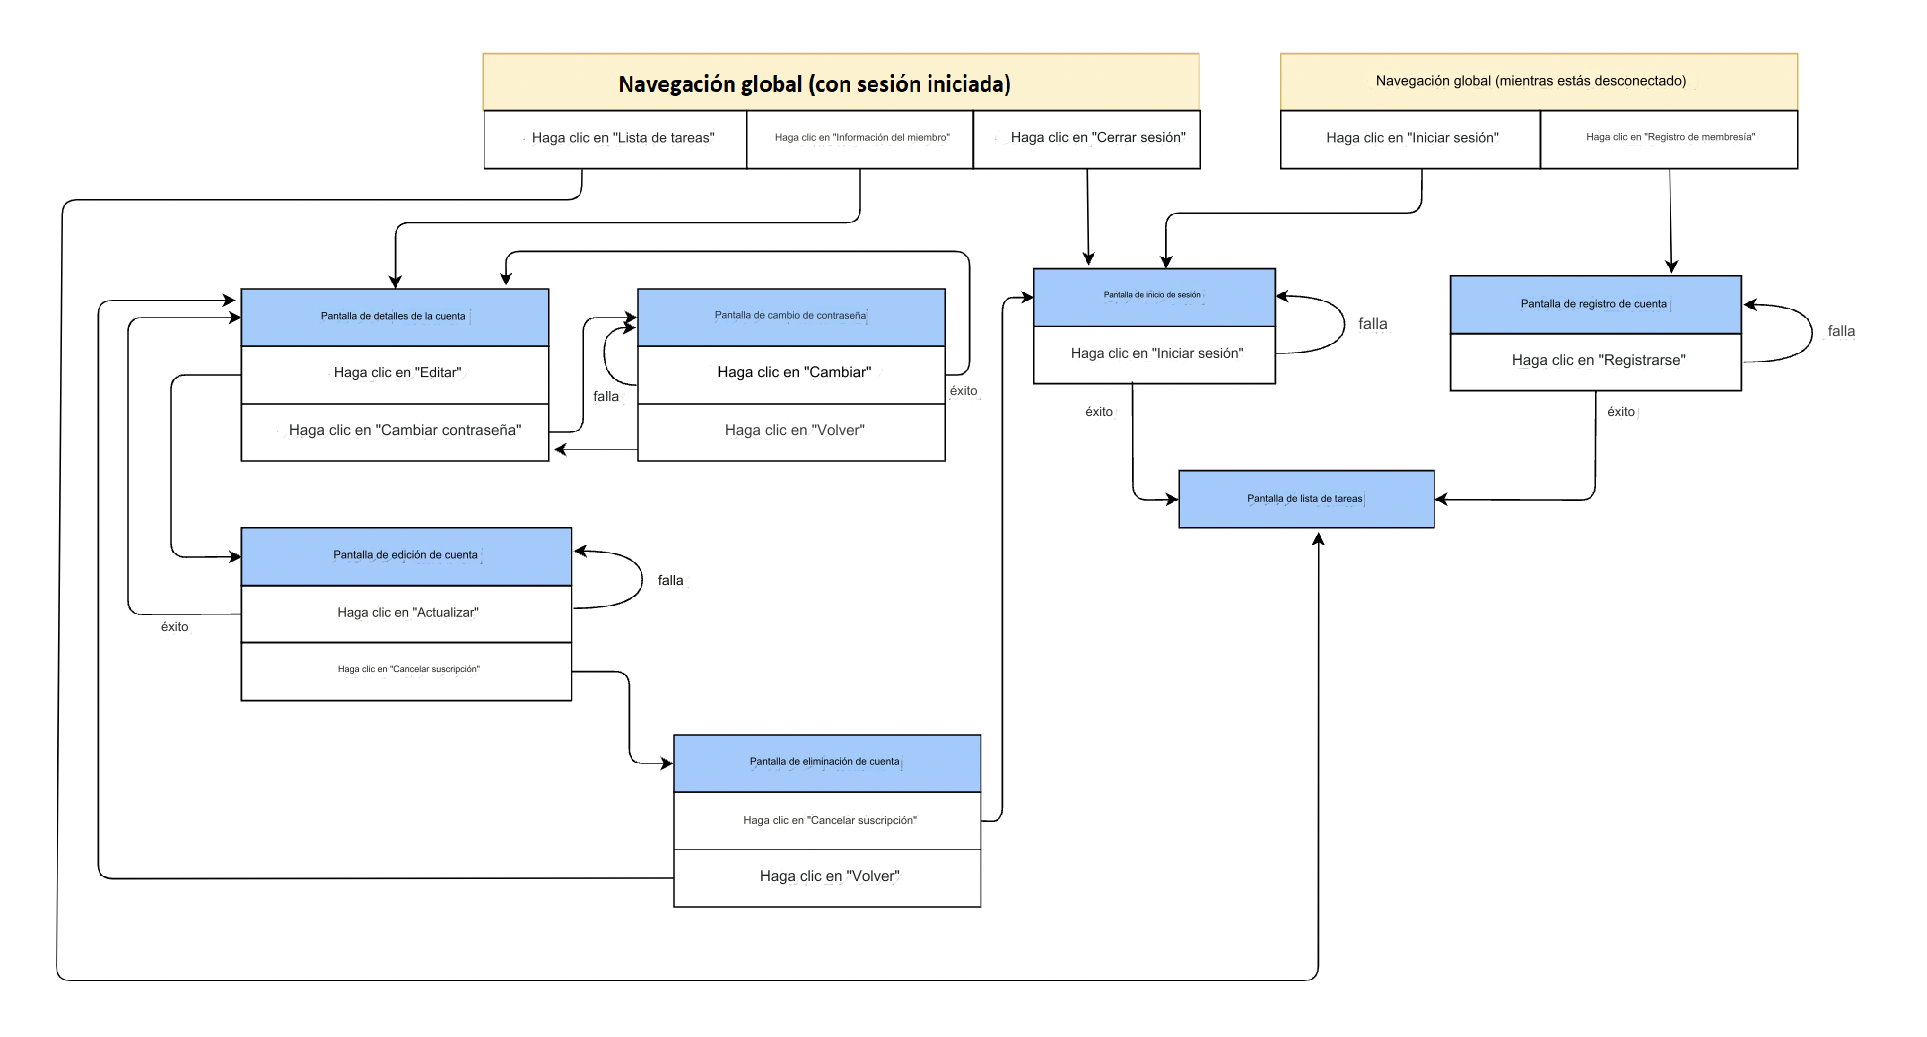 Navegación global (con sesión iniciada)
Navegación global (mientras estás desconectado)
Haga clic en "Lista de tareas"
Haga clic en "Información del miembro"
Haga clic en "Cerrar sesión"
Haga clic en "Iniciar sesión"
Haga clic en "Registro de membresía"
Pantalla de detalles de la cuenta
Haga clic en "Editar"
Haga clic en "Cambiar contraseña"
Pantalla de cambio de contraseña
Haga clic en "Cambiar"
Haga clic en "Volver"
falla
éxito
Pantalla de inicio de sesión
Haga clic en "Iniciar sesión"
falla
éxito
Pantalla de registro de cuenta
Haga clic en "Registrarse"
falla
éxito
Pantalla de lista de tareas
Pantalla de edición de cuenta
Haga clic en "Actualizar"
Haga clic en "Cancelar suscripción"
falla
éxito
Pantalla de eliminación de cuenta
Haga clic en "Cancelar suscripción"
Haga clic en "Volver"